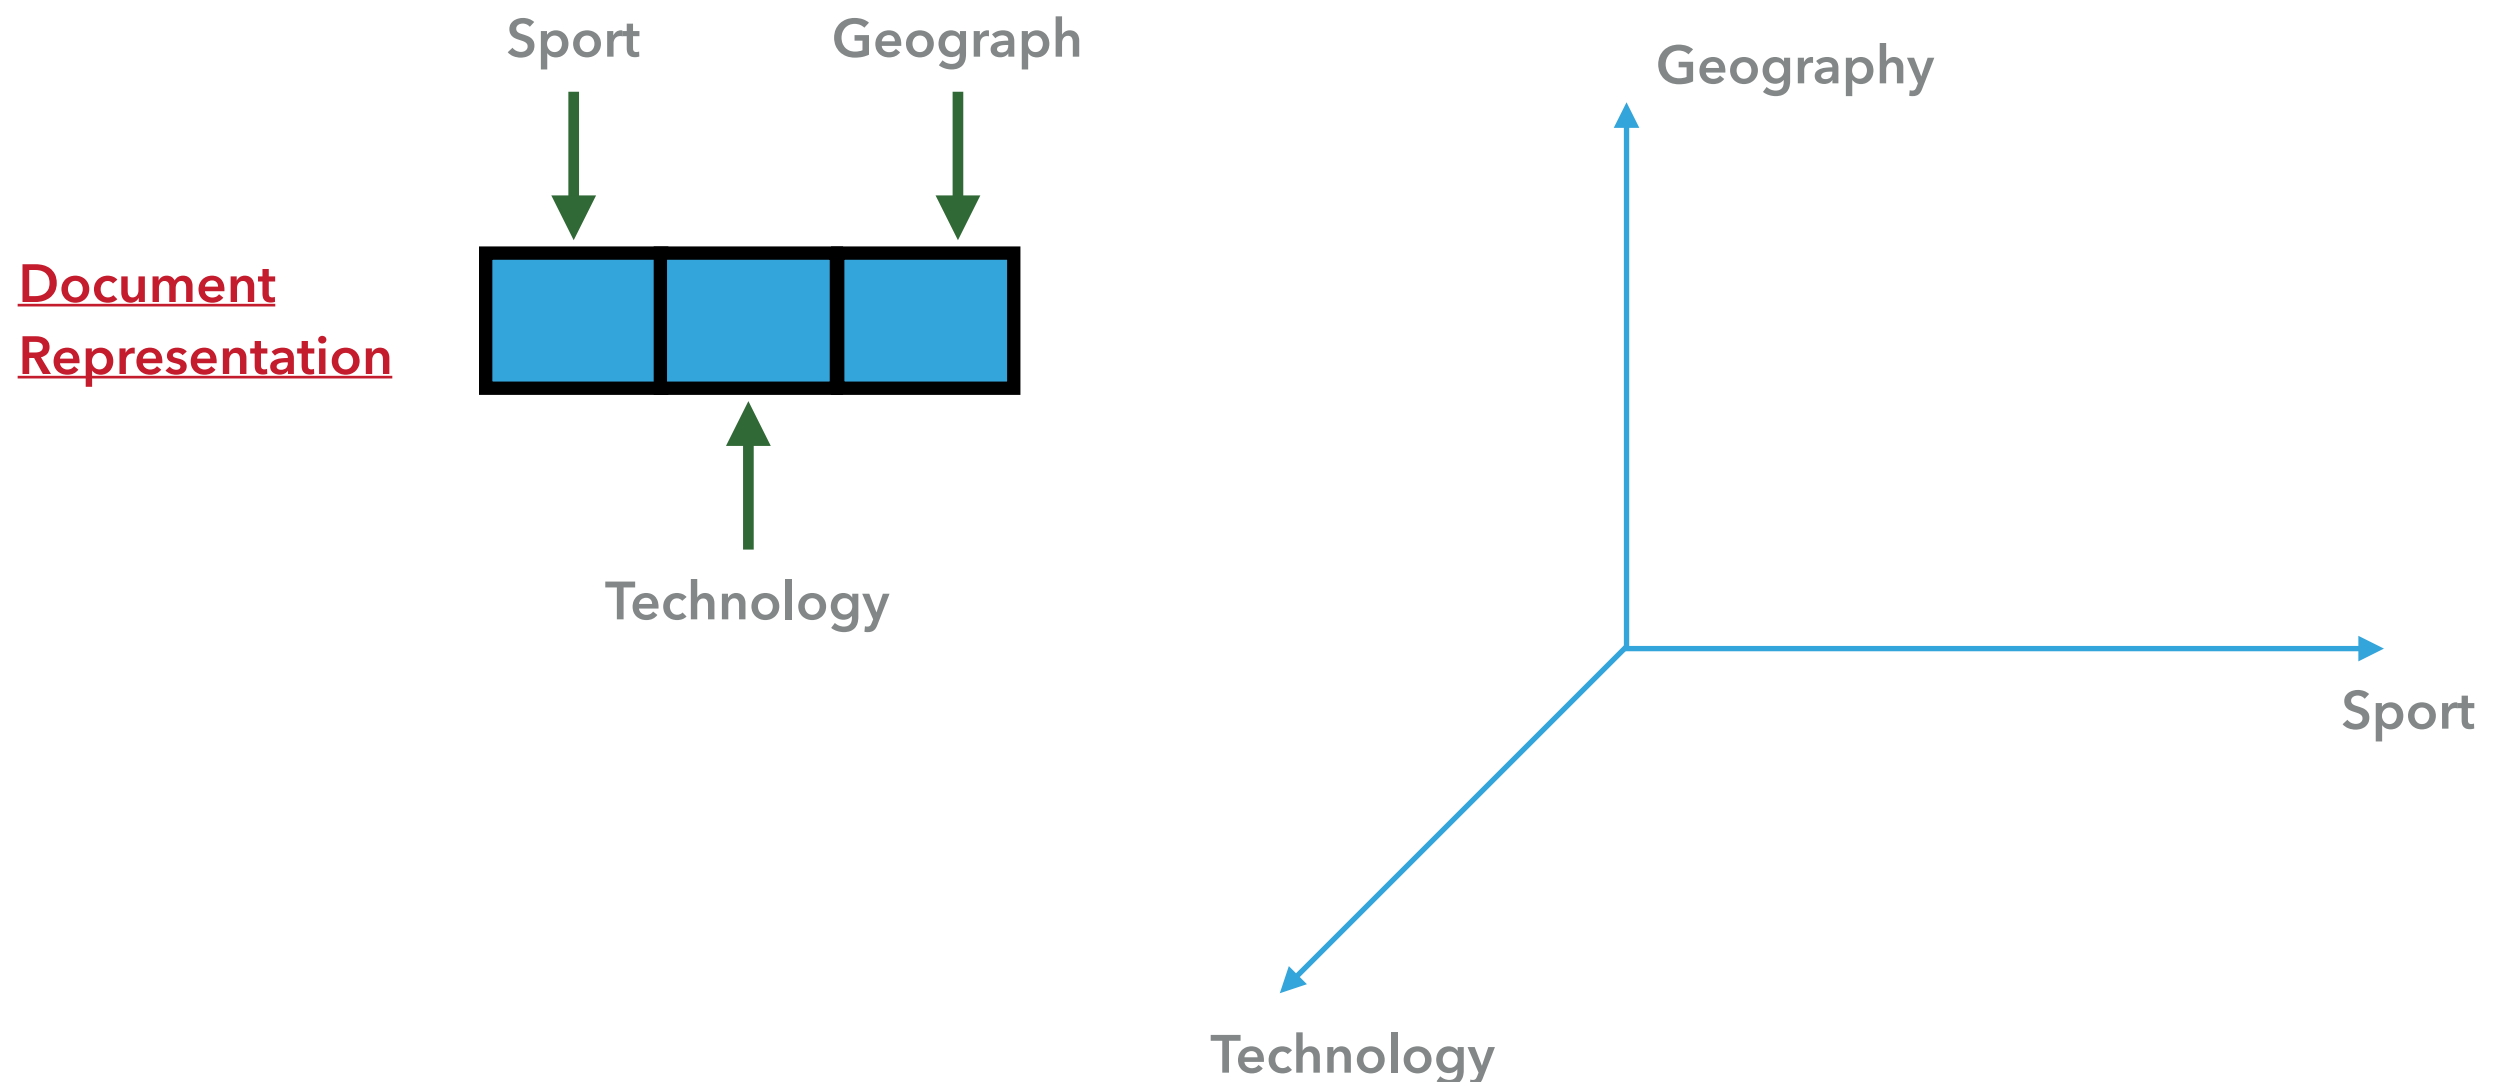 Sport
Geograph
Document
Representation
Technology
Geography
Sport
Technology